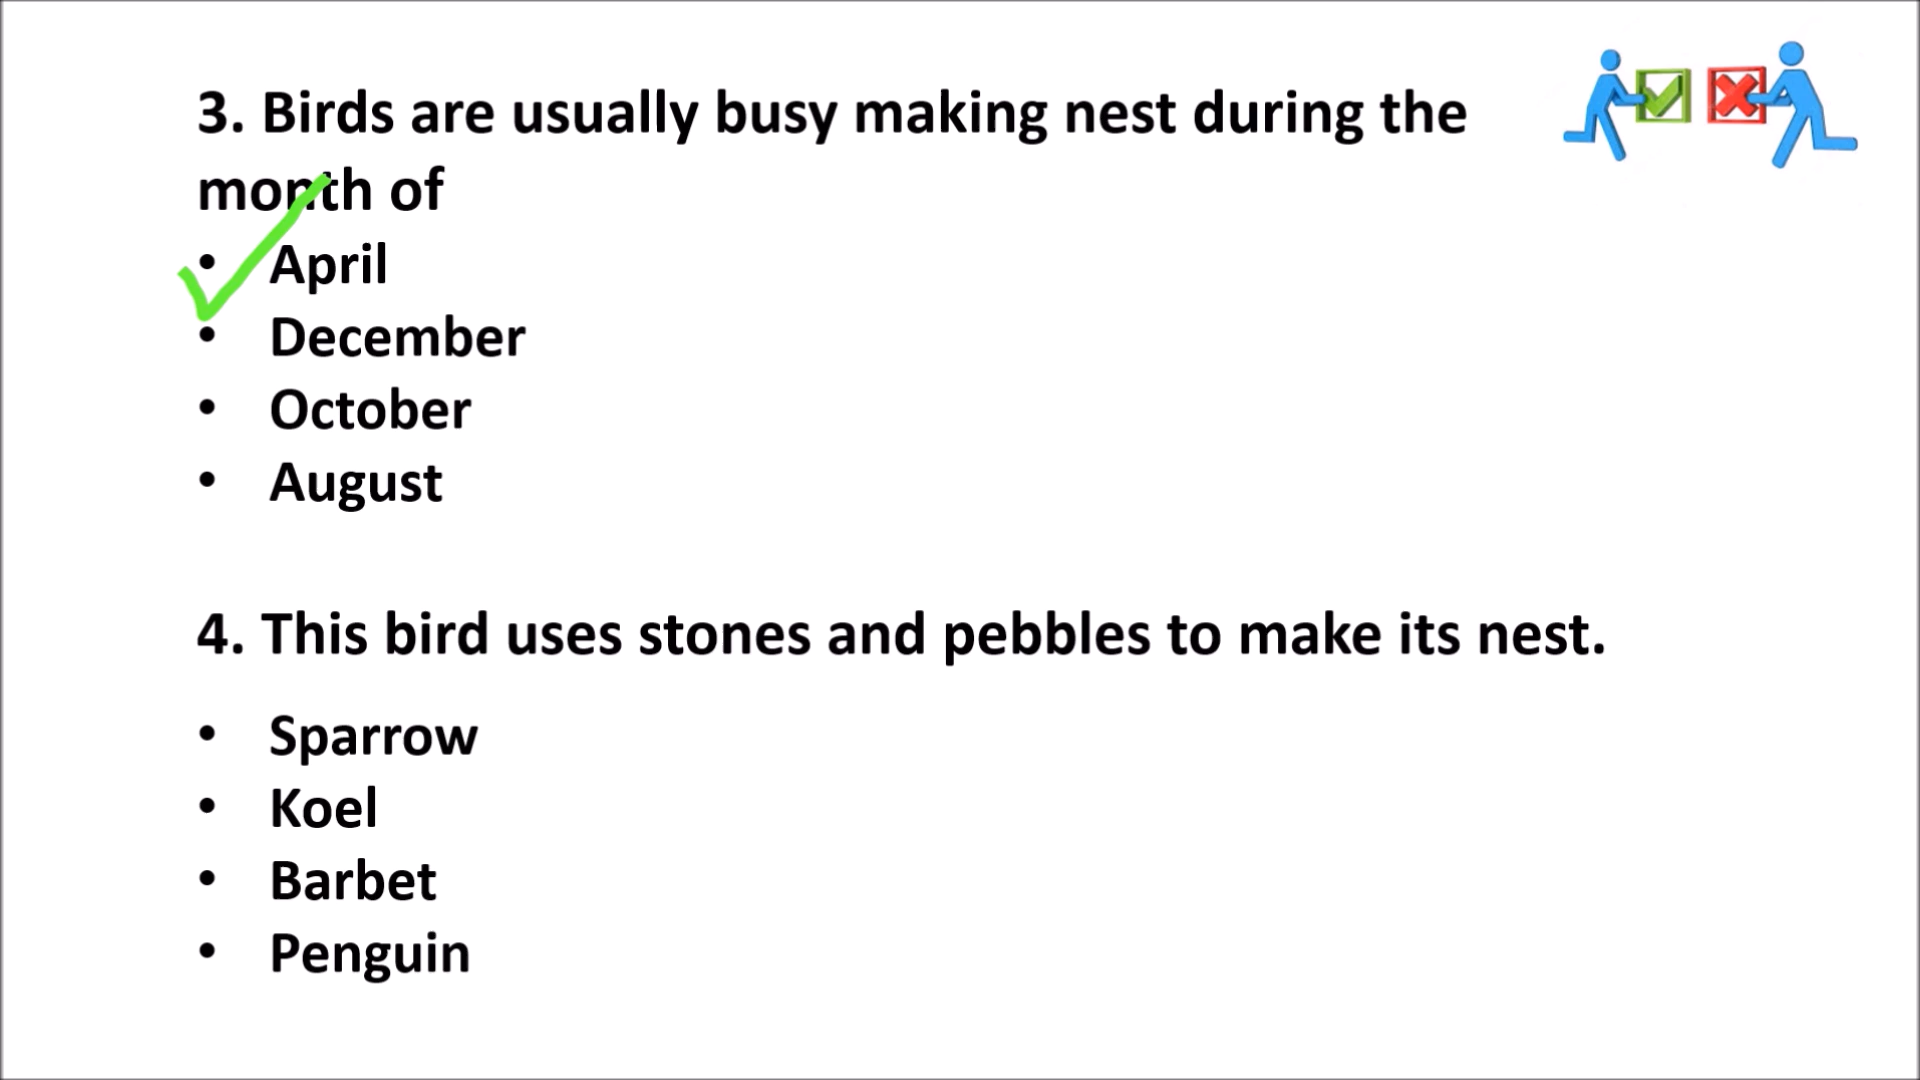 3. Birds are usually busy making nest during the
month of
• April
• December
• October
• August
4. This bird uses stones and pebbles to make its nest.
• Sparrow
• Koel
• Barbet
• Penguin